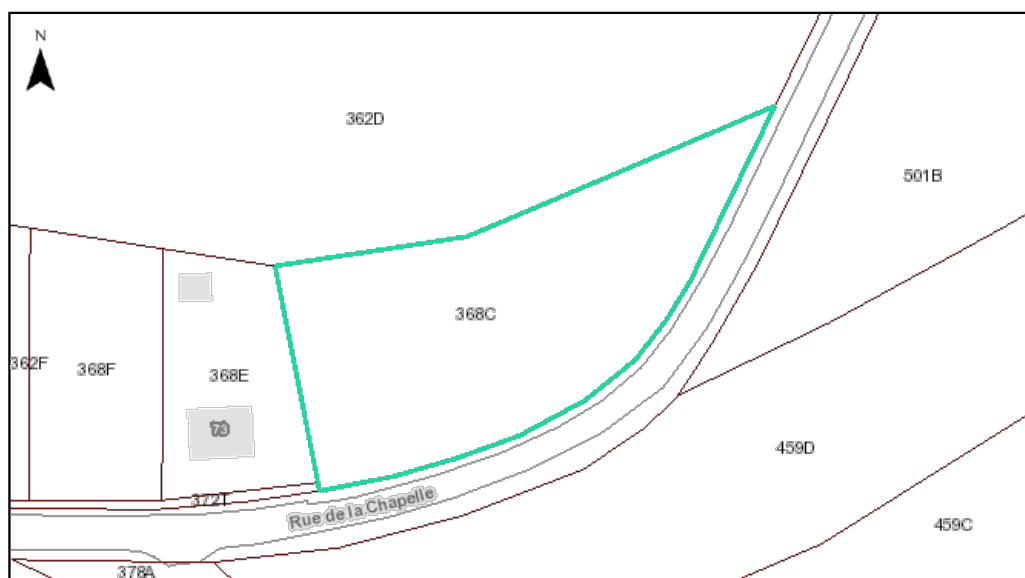 N
362D
501B
368C
362F
368F
368E
73
459D
372T
Rue de la Chapelle
459C
378A